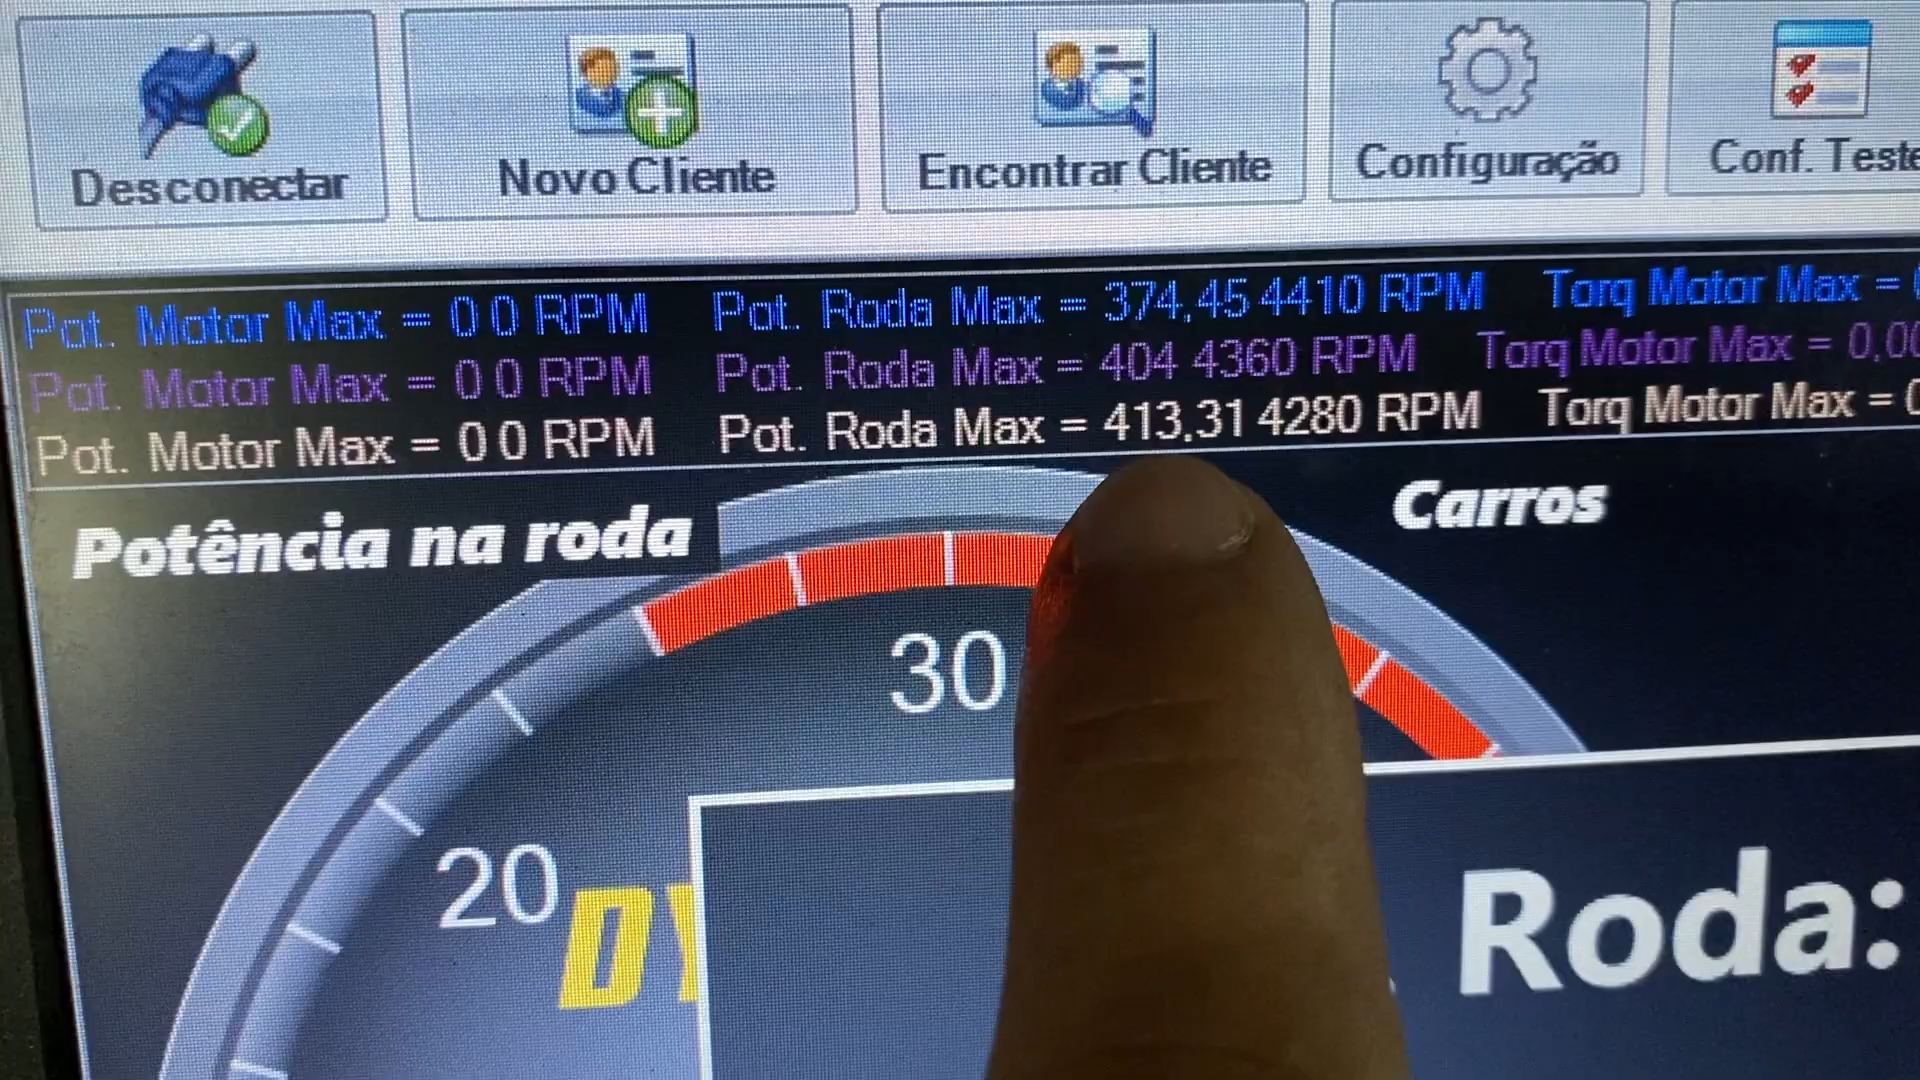 Desconectar
Novo Cliente
Encontrar Cliente
Configuração
Conf. Teste
Pot. Motor Max = 0 0 RPM Pot. Roda Max = 374,45 4410 RPM Torq Motor Max =
Pot. Motor Max = 0 0 RPM Pot. Roda Max = 404 4360 RPM Torq Motor Max = 0,00
Pot. Motor Max = 0 0 RPM Pot. Roda Max = 413,31 4280 RPM Torq Motor Max = 0
Potência na roda
Carros
30
20
Roda: